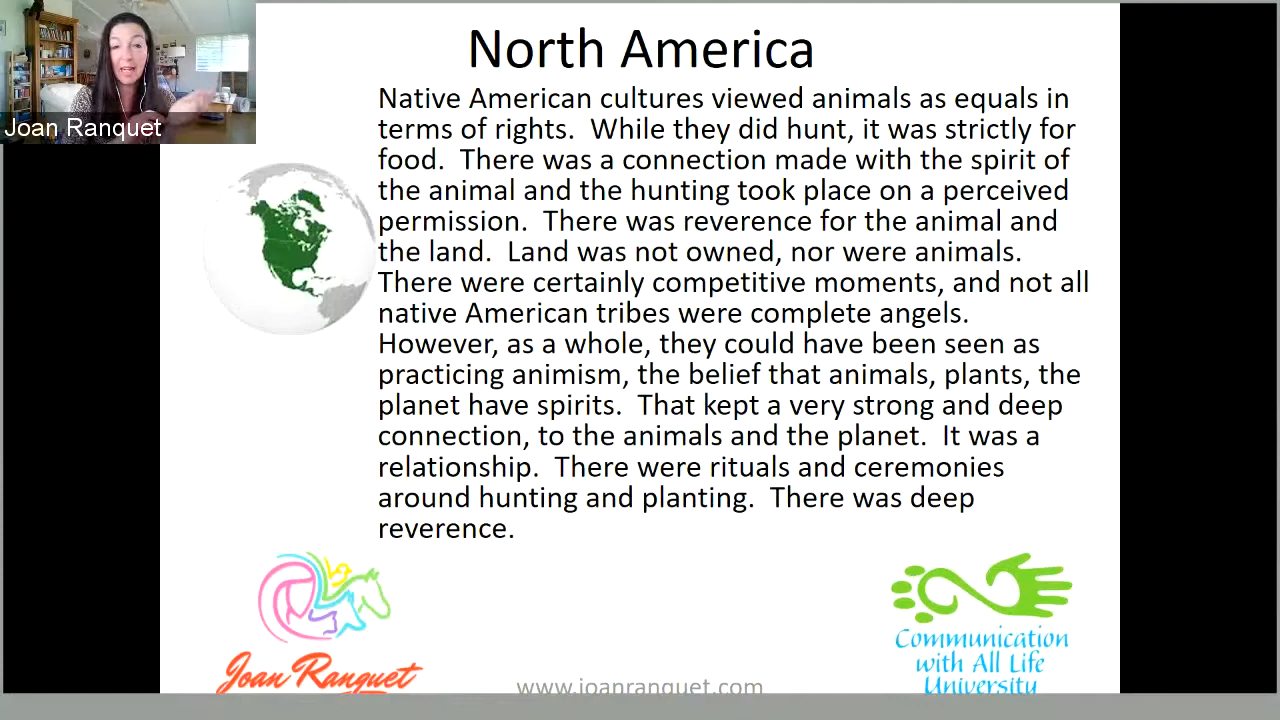 Joan Ranquet
North America
Native American cultures viewed animals as equals in
terms of rights.  While they did hunt, it was strictly for
food.  There was a connection made with the spirit of
the animal and the hunting took place on a perceived
permission.  There was reverence for the animal and
the land.  Land was not owned, nor were animals.
There were certainly competitive moments, and not all
native American tribes were complete angels.
However, as a whole, they could have been seen as
practicing animism, the belief that animals, plants, the
planet have spirits.  That kept a very strong and deep
connection, to the animals and the planet.  It was a
relationship.  There were rituals and ceremonies
around hunting and planting.  There was deep
reverence.
Joan Ranquet
www.joanranquet.com
Communication
with All Life
University